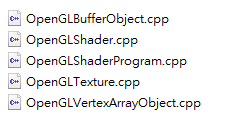 OpenGLBufferObject.cpp
OpenGLShader.cpp
OpenGLShaderProgram.cpp
OpenGLTexture.cpp
OpenGLVertexArrayObject.cpp